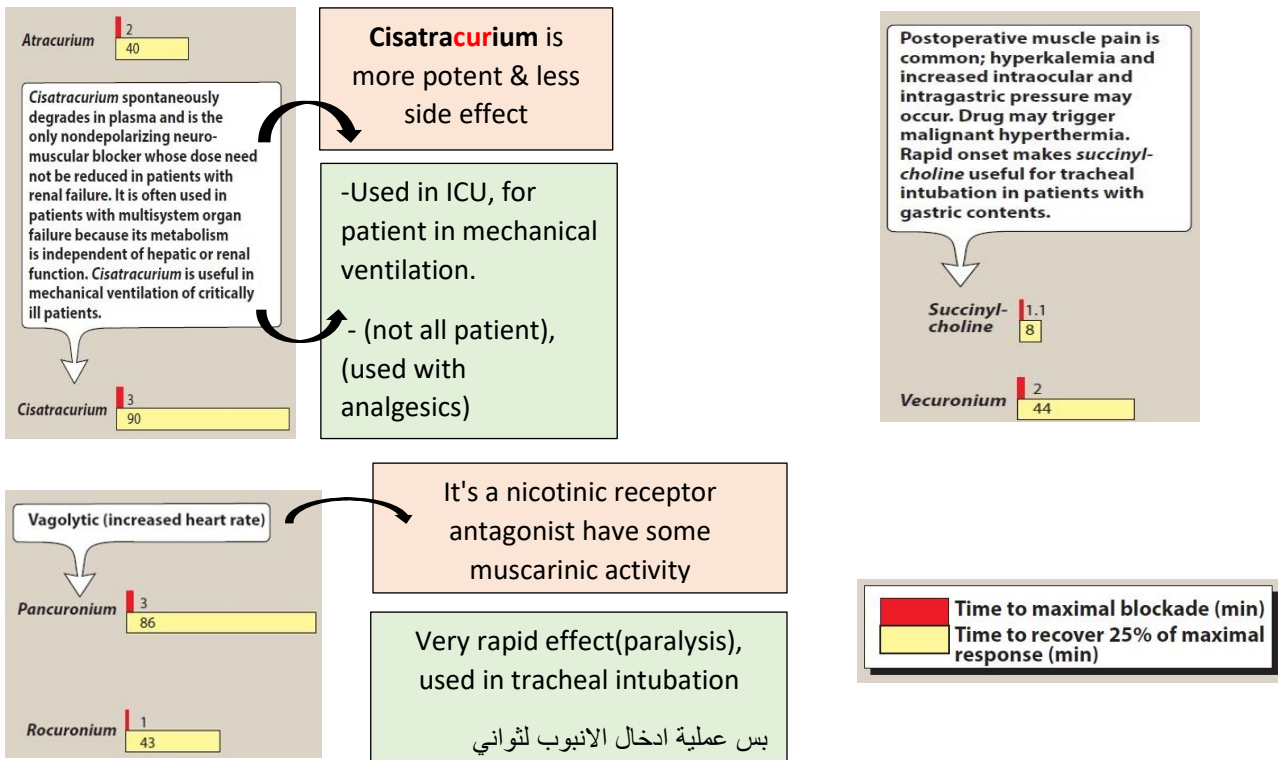 Atracurium
2
40
Cisatracurium spontaneously
degrades in plasma and is the
only nondepolarizing neuro-
muscular blocker whose dose need
not be reduced in patients with
renal failure. It is often used in
patients with multisystem organ
failure because its metabolism
is independent of hepatic or renal
function. Cisatracurium is useful in
mechanical ventilation of critically
ill patients.
Cisatracurium
3
90
Cisatracurium is
more potent & less
side effect
-Used in ICU, for
patient in mechanical
ventilation.
- (not all patient),
(used with
analgesics)
Postoperative muscle pain is
common; hyperkalemia and
increased intraocular and
intragastric pressure may
occur. Drug may trigger
malignant hyperthermia.
Rapid onset makes succinyl-
choline useful for tracheal
intubation in patients with
gastric contents.
Succinyl-
choline
1.1
8
Vecuronium
2
44
Vagolytic (increased heart rate)
Pancuronium
3
86
Rocuronium
1
43
It's a nicotinic receptor
antagonist have some
muscarinic activity
Very rapid effect(paralysis),
used in tracheal intubation
بس عملية ادخال الانبوب لثواني
Time to maximal blockade (min)
Time to recover 25% of maximal
response (min)